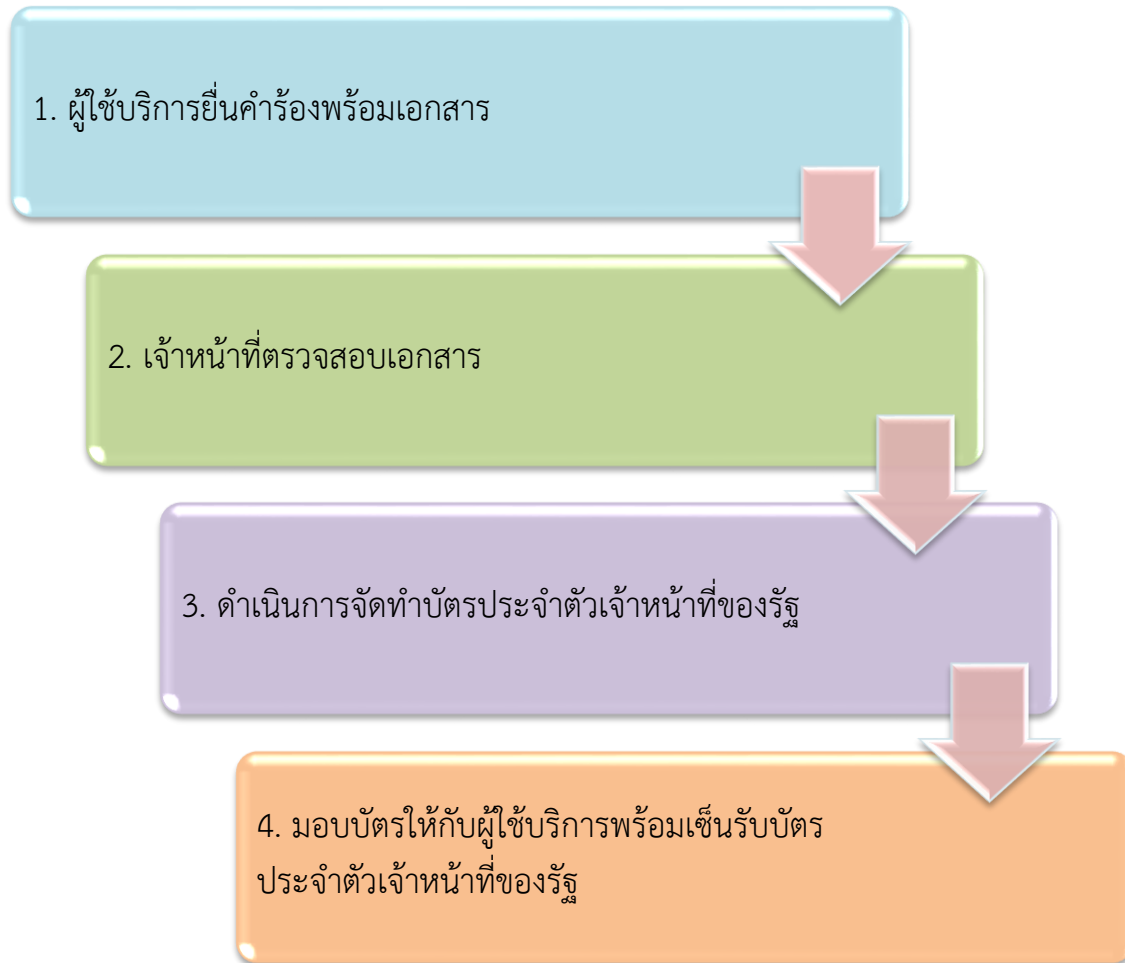 1. ผู้ใช้บริการยื่นคำร้องพร้อมเอกสาร
2. เจ้าหน้าที่ตรวจสอบเอกสาร
3. ดำเนินการจัดทำบัตรประจำตัวเจ้าหน้าที่ของรัฐ
4. มอบบัตรให้กับผู้ใช้บริการพร้อมเซ็นรับบัตร
ประจำตัวเจ้าหน้าที่ของรัฐ